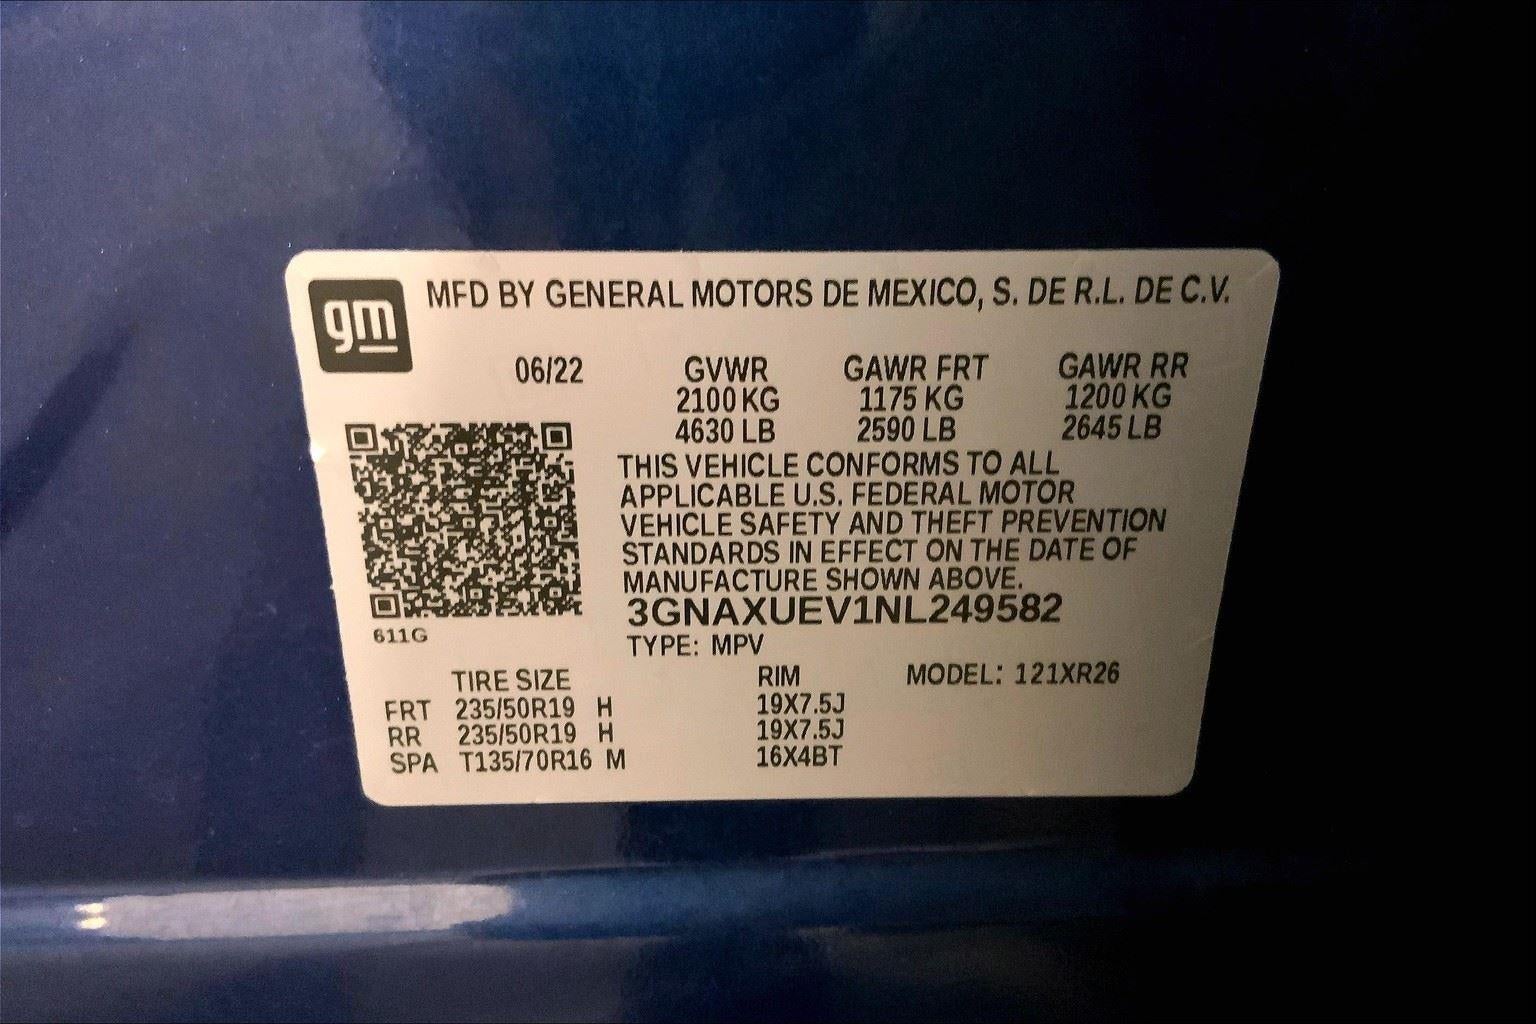 gm MFD BY GENERAL MOTORS DE MEXICO, S. DE R.L. DE C.V.
06/22 GVWR GAWR FRT GAWR RR
2100 KG 1175 KG 1200 KG
4630 LB 2590 LB 2645 LB
THIS VEHICLE CONFORMS TO ALL
APPLICABLE U.S. FEDERAL MOTOR
VEHICLE SAFETY AND THEFT PREVENTION
STANDARDS IN EFFECT ON THE DATE OF
MANUFACTURE SHOWN ABOVE.
3GNAXUEV1NL249582
611G
TYPE: MPV
TIRE SIZE RIM MODEL: 121XR26
FRT 235/50R19 H 19X7.5J
RR 235/50R19 H 19X7.5J
SPA T135/70R16 M 16X4BT